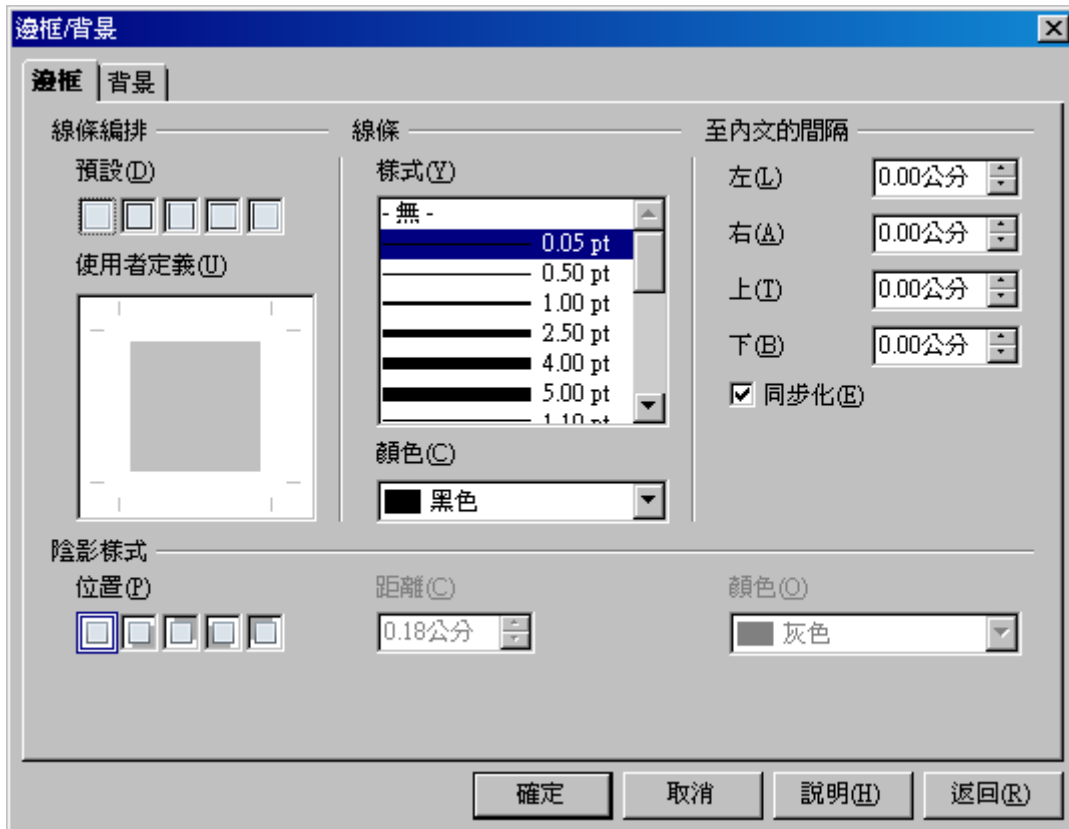 邊框/背景
邊框
背景
線條編排
預設(D)
使用者定義(U)
線條
樣式(Y)
- 無 -
0.05 pt
0.50 pt
1.00 pt
2.50 pt
4.00 pt
5.00 pt
1.10 pt
顏色(C)
黑色
至內文的間隔
左(L) 0.00公分
右(A) 0.00公分
上(T) 0.00公分
下(B) 0.00公分
同步化(E)
陰影樣式
位置(P)
距離(C)
0.18公分
顏色(O)
灰色
確定
取消
說明(H)
返回(R)